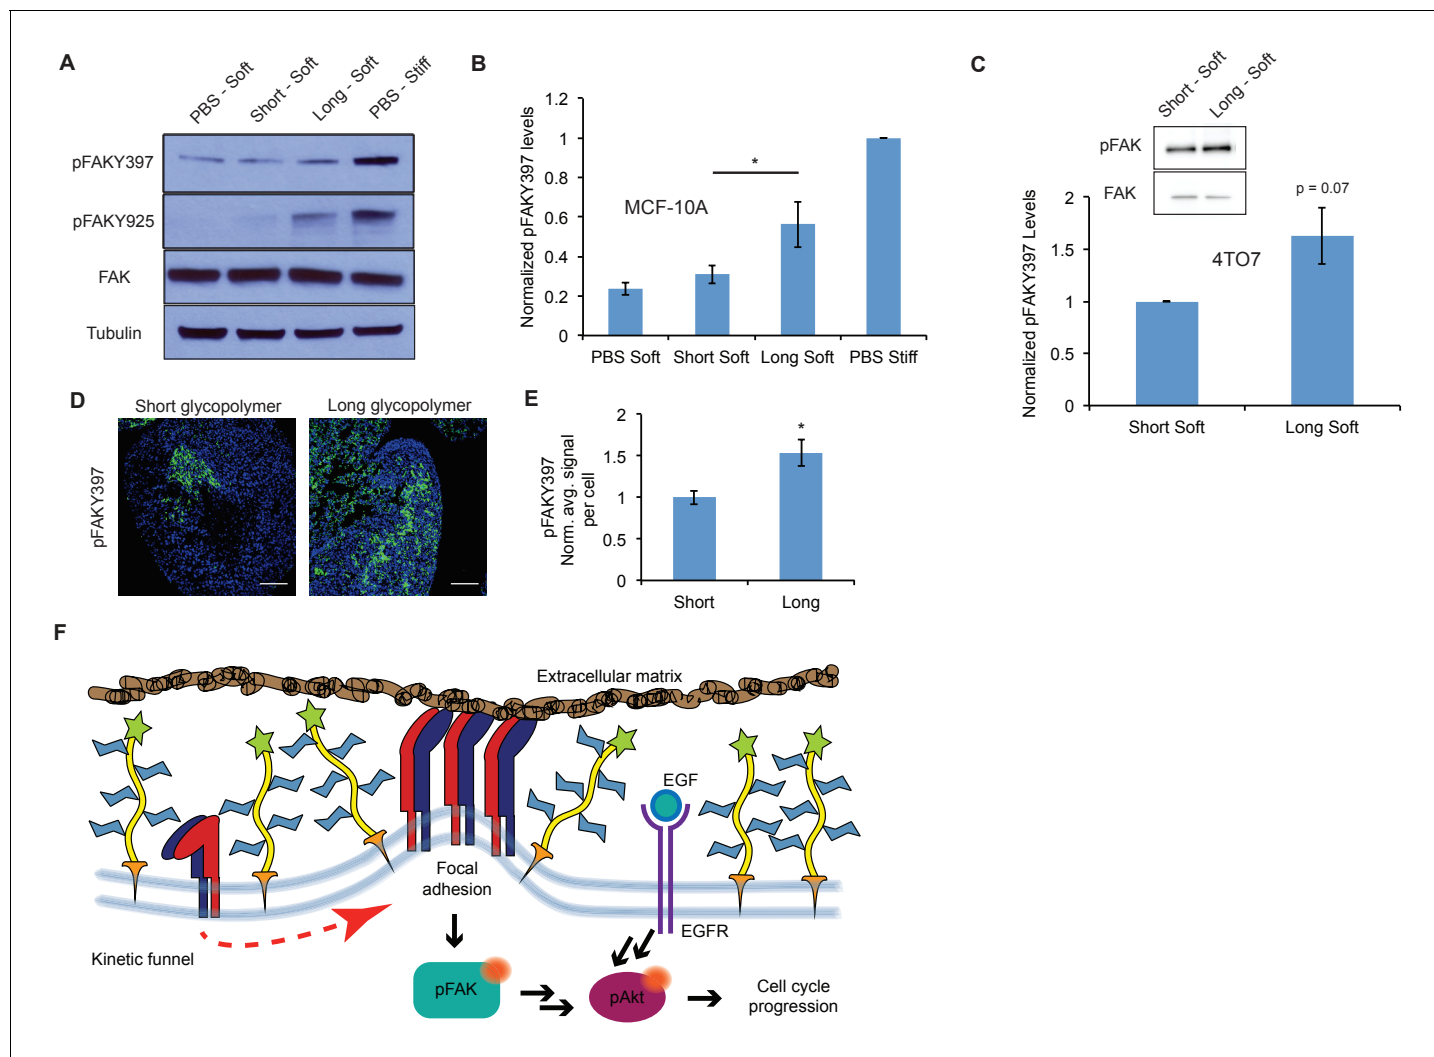 A
PBS - Soft
Short - Soft
Long - Soft
PBS - Stiff
pFAKY397
pFAKY925
FAK
Tubulin
B
Normalized pFAKY397 levels
1.2
1
0.8
0.6
0.4
0.2
0
MCF-10A
*
PBS Soft
Short Soft
Long Soft
PBS Stiff
C
Short - Soft
Long - Soft
pFAK
FAK
Normalized pFAKY397 Levels
2
1.5
1
0.5
0
p = 0.07
4TO7
Short Soft
Long Soft
D
Short glycopolymer
Long glycopolymer
pFAKY397
E
pFAKY397
Norm. avg. signal
per cell
2
1.5
1
0.5
0
*
Short
Long
F
Extracellular matrix
EGF
Focal
adhesion
EGFR
Kinetic funnel
pFAK
pAkt
Cell cycle
progression